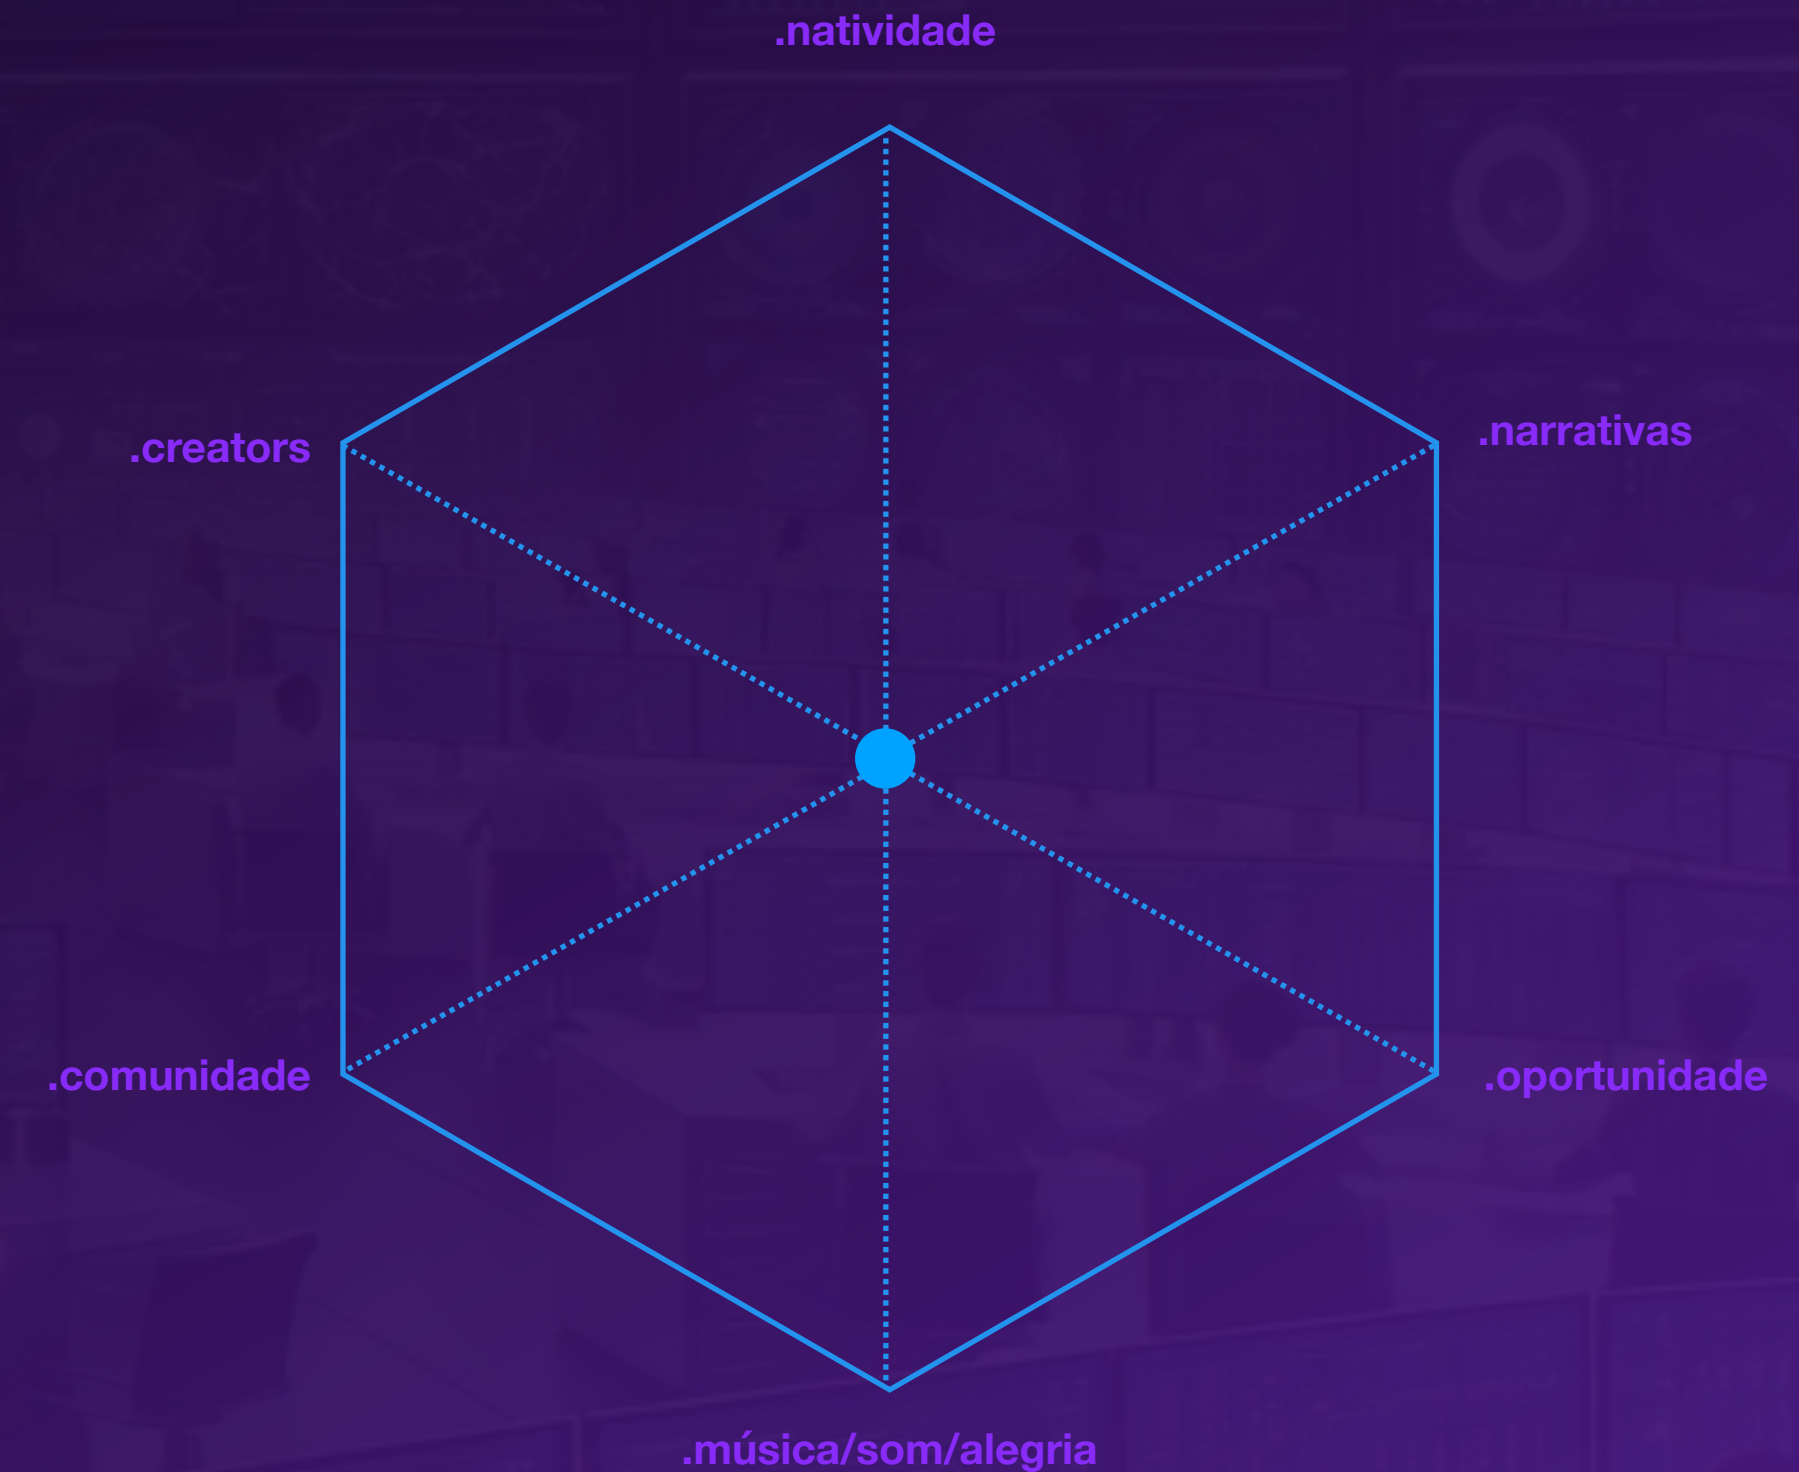 .natividade
.creators
.narrativas
.comunidade
.oportunidade
.música/som/alegria